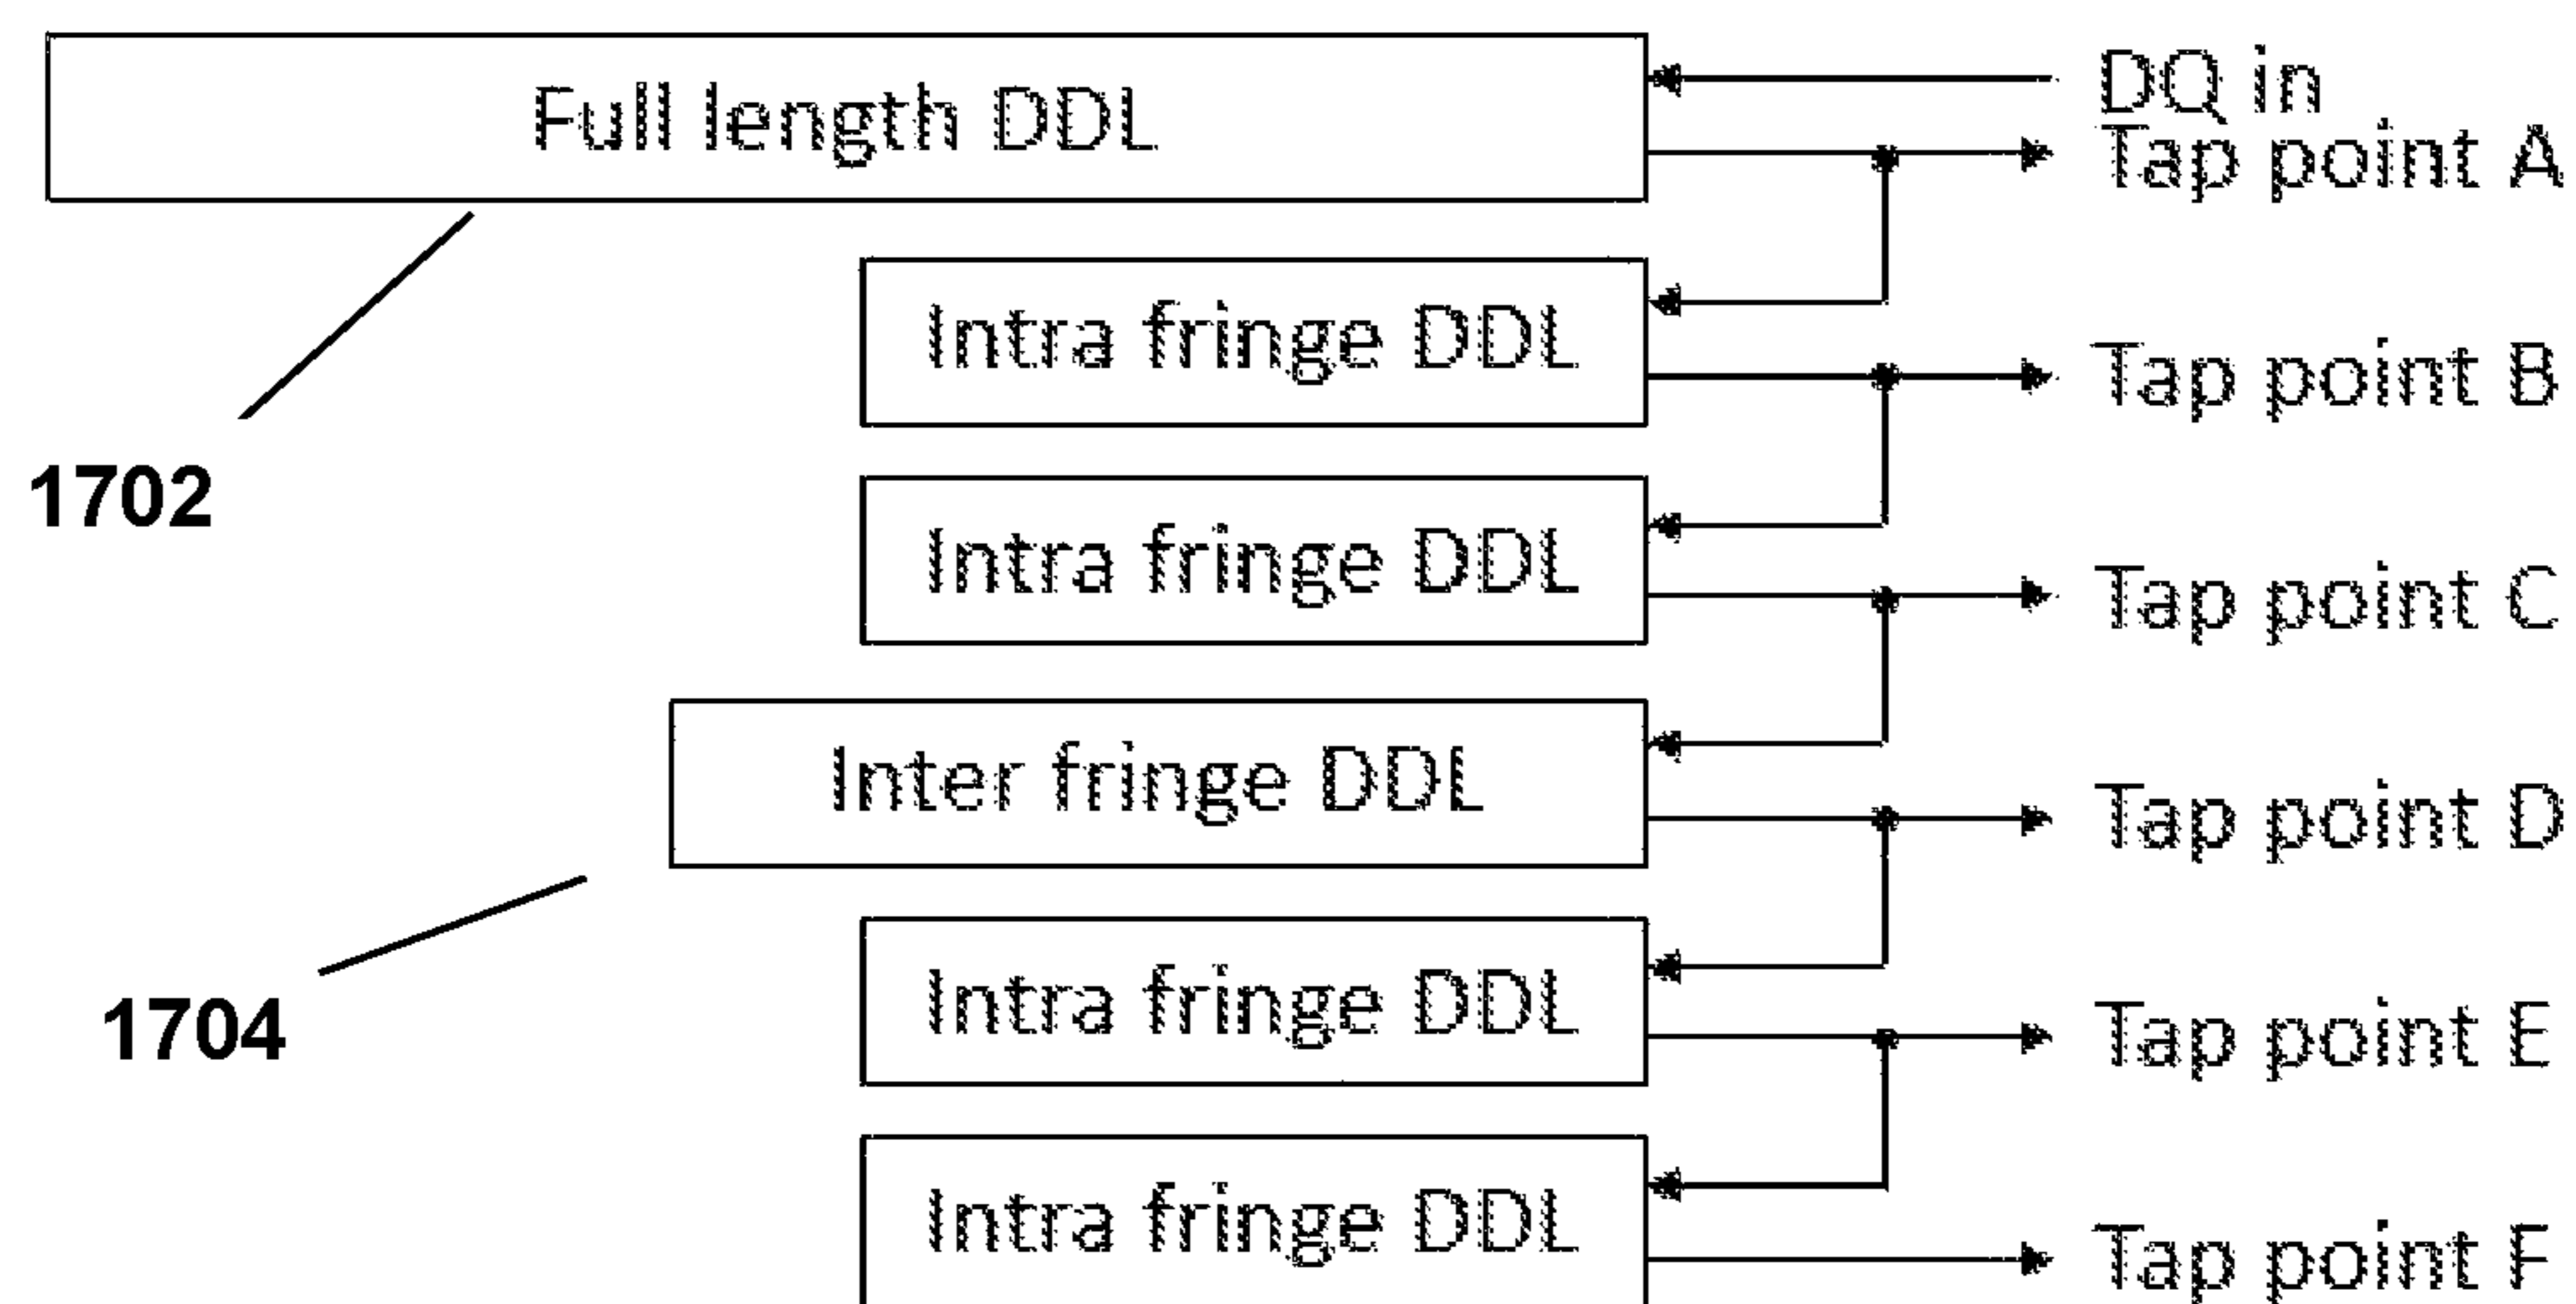 DQ in
Full length DDL
Tap point A
Intra fringe DDL
Tap point B
1702
Intra fringe DDL
Tap point C
Inter fringe DDL
Tap point D
1704
Intra fringe DDL
Tap point E
Intra fringe DDL
Tap point F